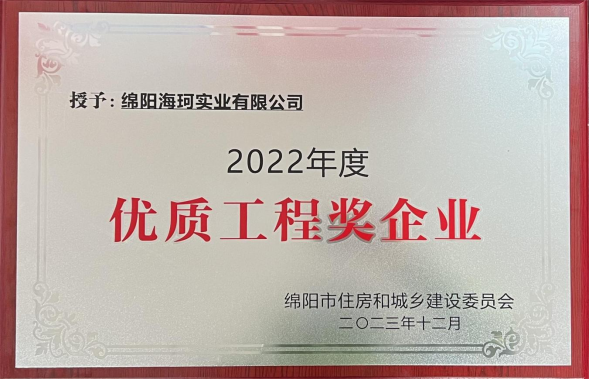 授予：绵阳海珂实业有限公司
2022年度
优质工程奖企业
绵阳市住房和城乡建设委员会
二〇二三年十二月